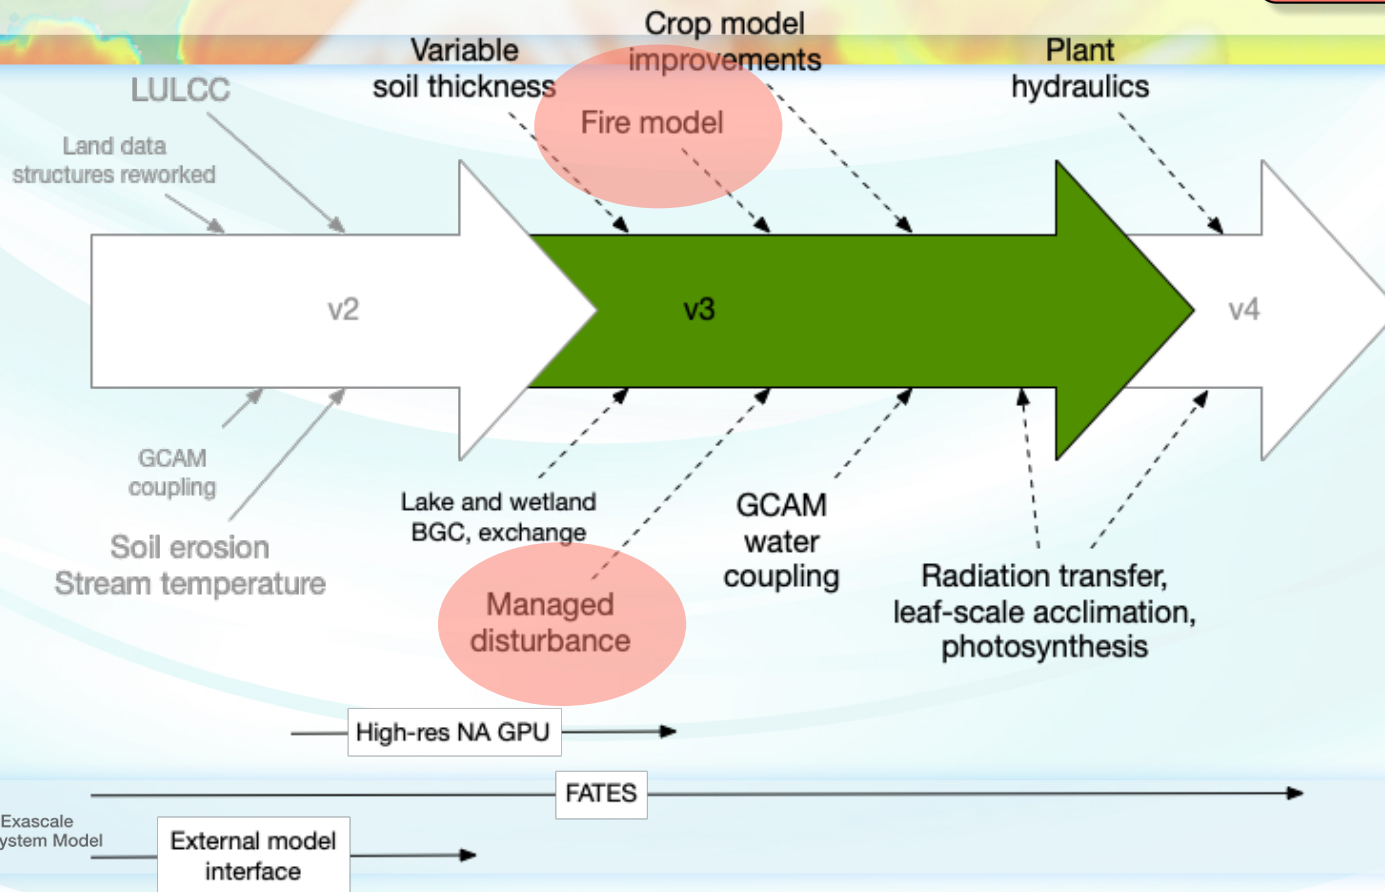 Crop model
improvements
Variable
soil thickness
Plant
hydraulics
LULCC
Fire model
Land data
structures reworked
v2
v3
v4
GCAM
coupling
Lake and wetland
BGC, exchange
GCAM
water
coupling
Soil erosion
Stream temperature
Radiation transfer,
leaf-scale acclimation,
photosynthesis
Managed
disturbance
High-res NA GPU
FATES
Exascale
ystem Model
External model
interface